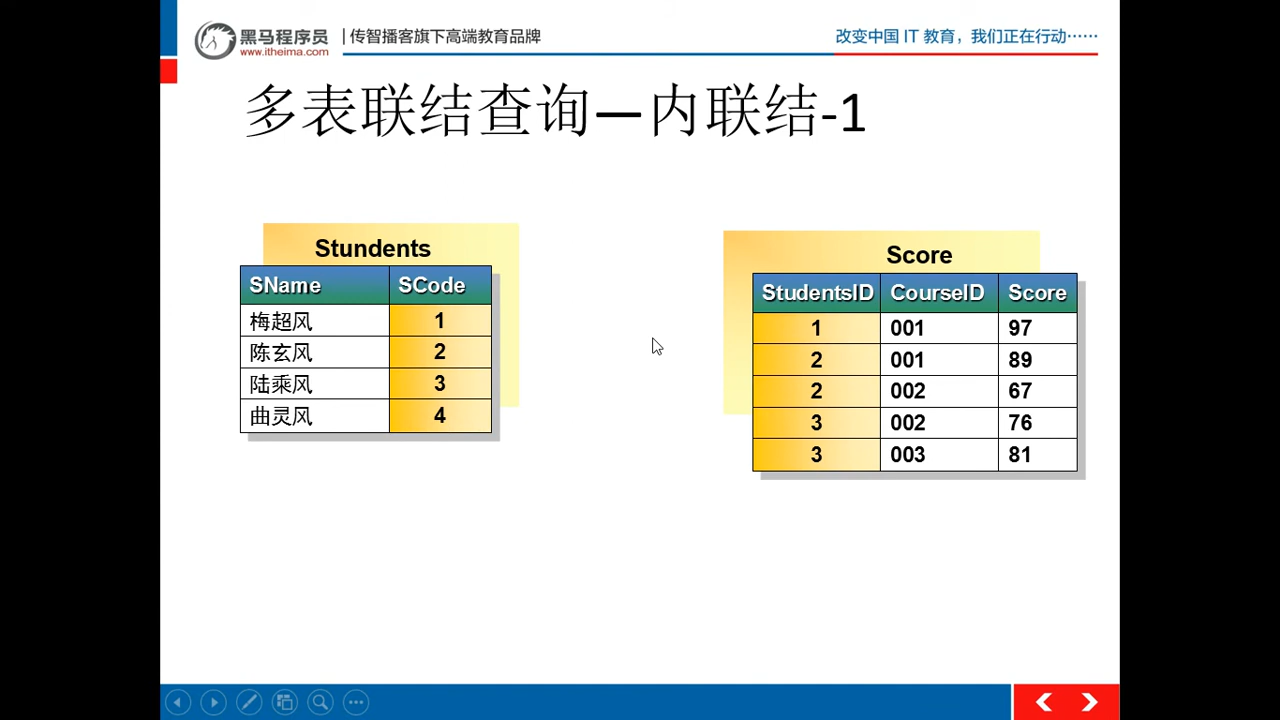 黑马程序员
www.itheima.com
传智播客旗下高端教育品牌
改变中国 IT 教育，我们正在行动……
多表联结查询—内联结-1
Stundents
SName SCode
梅超风 1
陈玄风 2
陆乘风 3
曲灵风 4
Score
StudentsID CourseID Score
1 001 97
2 001 89
2 002 67
3 002 76
3 003 81